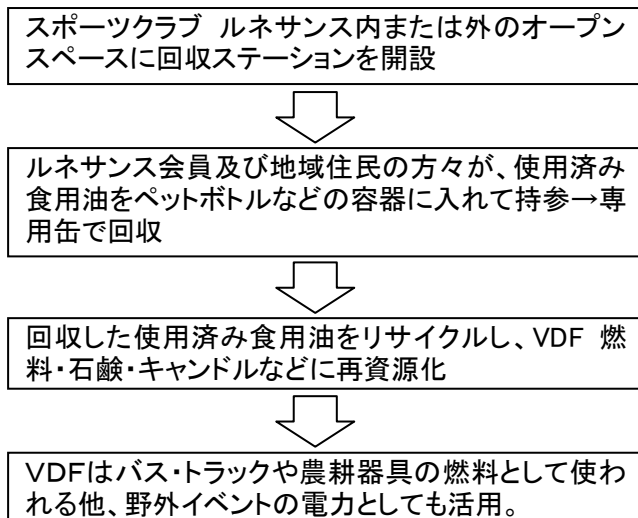 スポーツクラブ ルネサンス内または外のオープン
スペースに回収ステーションを開設
ルネサンス会員及び地域住民の方々が、使用済み
食用油をペットボトルなどの容器に入れて持参→専
用缶で回収
回収した使用済み食用油をリサイクルし、VDF 燃
料・石鹸・キャンドルなどに再資源化
VDFはバス・トラックや農耕器具の燃料として使わ
れる他、野外イベントの電力としても活用。